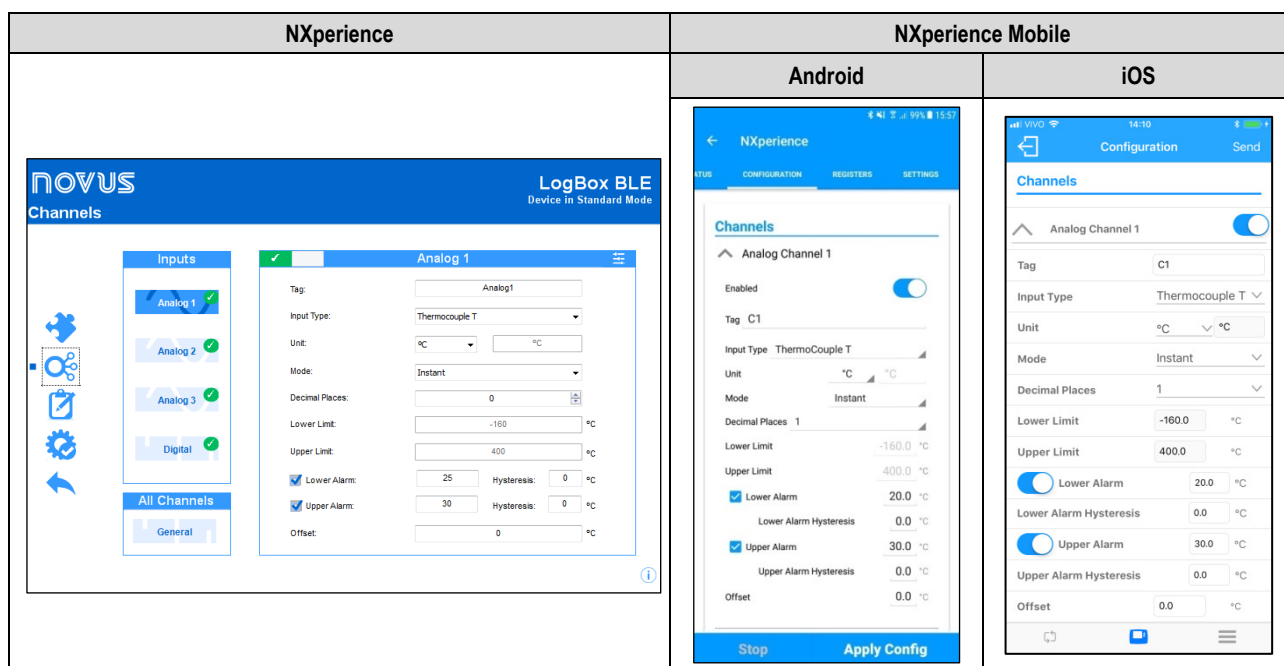 NXperience
NXperience Mobile
Android
iOS
NOVUS
Channels
LogBox BLE
Device in Standard Mode
Inputs
Analog 1
Analog 2
Analog 3
Digital
All Channels
General
Analog 1
Tag: Analog1
Input Type: Thermocouple T
Unit: ºC ºC
Mode: Instant
Decimal Places: 0
Lower Limit: -160 ºC
Upper Limit: 400 ºC
Lower Alarm: 25 Hysteresis: 0 ºC
Upper Alarm: 30 Hysteresis: 0 ºC
Offset: 0 ºC
99% 15:57
NXperience
ATUS CONFIGURATION REGISTERS SETTINGS
Channels
Analog Channel 1
Enabled
Tag C1
Input Type ThermoCouple T
Unit °C °C
Mode Instant
Decimal Places 1
Lower Limit -160.0 °C
Upper Limit 400.0 °C
Lower Alarm 20.0 °C
Lower Alarm Hysteresis 0.0 °C
Upper Alarm 30.0 °C
Upper Alarm Hysteresis 0.0 °C
Offset 0.0 °C
Stop Apply Config
VIVO 14:10
Configuration Send
Channels
Analog Channel 1
Tag C1
Input Type Thermocouple T
Unit ºC ºC
Mode Instant
Decimal Places 1
Lower Limit -160.0 ºC
Upper Limit 400.0 ºC
Lower Alarm 20.0 ºC
Lower Alarm Hysteresis 0.0 ºC
Upper Alarm 30.0 ºC
Upper Alarm Hysteresis 0.0 ºC
Offset 0.0 ºC